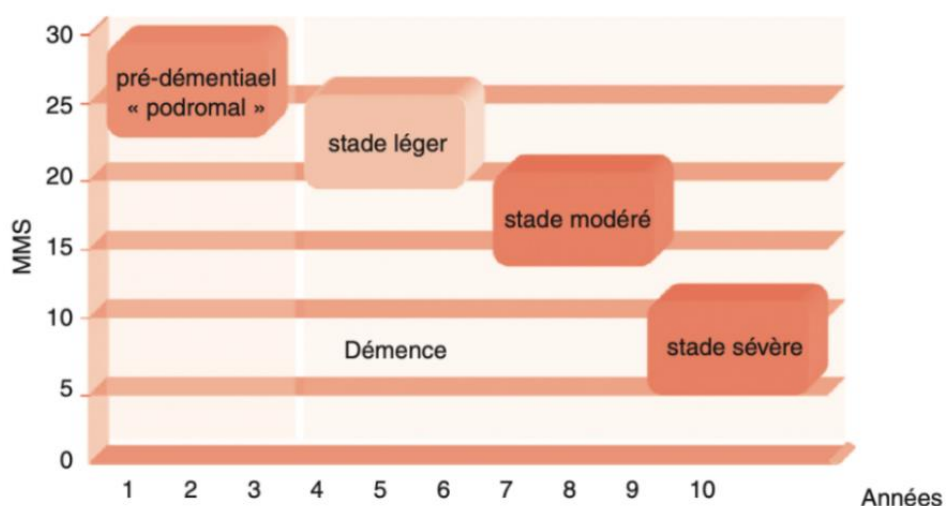 30
pré-démentiael
« podromal »
25
stade léger
20
stade modéré
MMS
15
10
Démence
stade sévère
5
0
1 2 3 4 5 6 7 8 9 10
Années